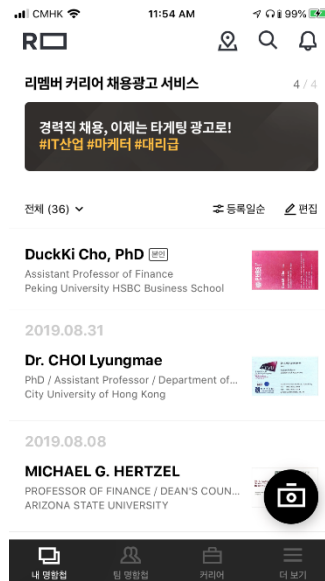 CMHK 11:54 AM 99%
R
리멤버 커리어 채용광고 서비스 4 / 4
경력직 채용, 이제는 타게팅 광고로!
#IT산업 #마케터 #대리급
전체 (36) 등록일순 편집
DuckKi Cho, PhD 본인
Assistant Professor of Finance
Peking University HSBC Business School
2019.08.31
Dr. CHOI Lyungmae
PhD / Assistant Professor / Department of...
City University of Hong Kong
2019.08.08
MICHAEL G. HERTZEL
PROFESSOR OF FINANCE / DEAN'S COUN...
ARIZONA STATE UNIVERSITY
내 명함첩 팀 명함첩 커리어 더 보기